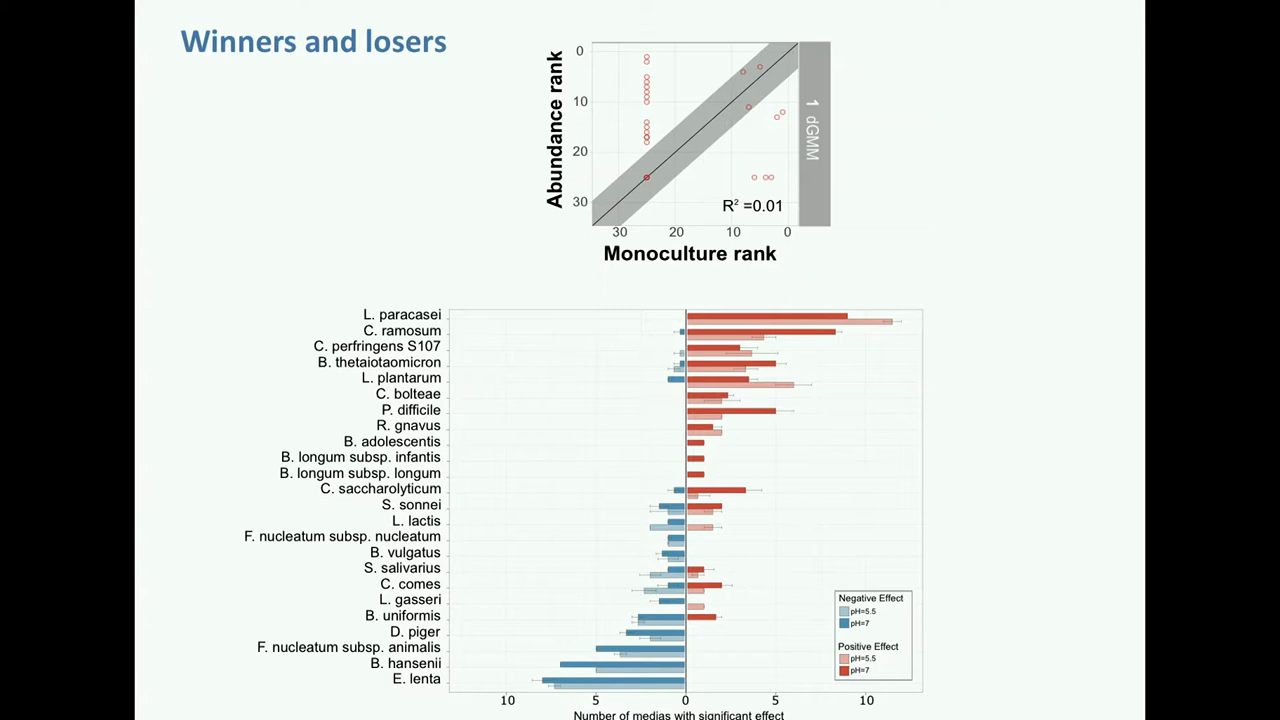 Winners and losers
Abundance rank
0
10
20
30
R² =0.01
1 dGMM
30 20 10 0
Monoculture rank
L. paracasei
C. ramosum
C. perfringens S107
B. thetaiotaomicron
L. plantarum
C. bolteae
P. difficile
R. gnavus
B. adolescentis
B. longum subsp. infantis
B. longum subsp. longum
C. saccharolyticum
S. sonnei
L. lactis
F. nucleatum subsp. nucleatum
B. vulgatus
S. salivarius
C. comes
L. gasseri
B. uniformis
D. piger
F. nucleatum subsp. animalis
B. hansenii
E. lenta
Negative Effect
pH=5.5
pH=7
Positive Effect
pH=5.5
pH=7
10 5 0 5 10
Number of medias with significant effect